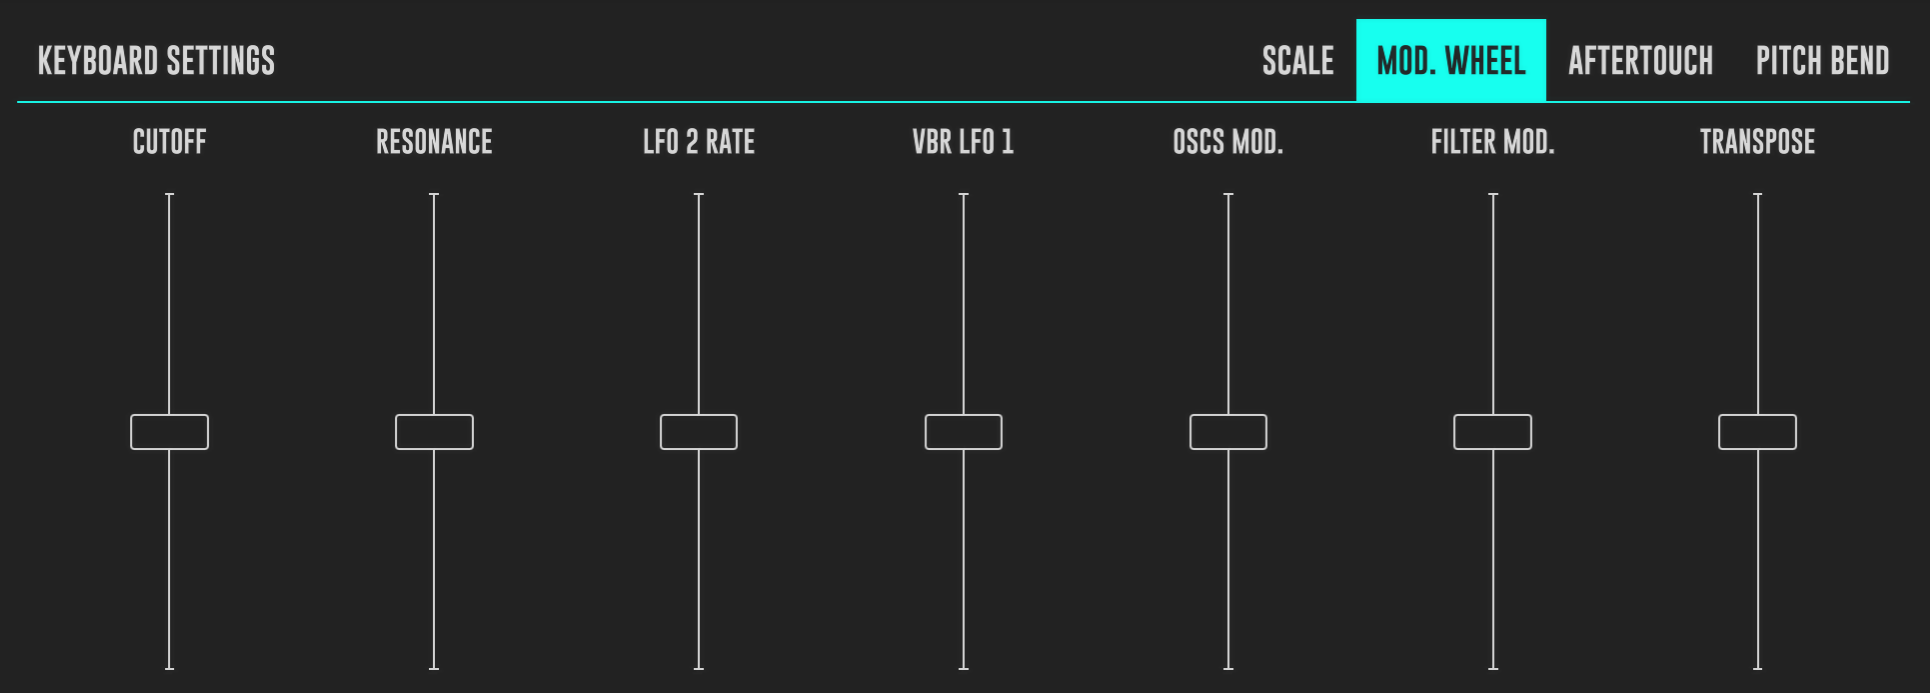 KEYBOARD SETTINGS
SCALE MOD. WHEEL AFTERTOUCH PITCH BEND
CUTOFF RESONANCE LFO 2 RATE VBR LFO 1 OSCS MOD. FILTER MOD. TRANSPOSE